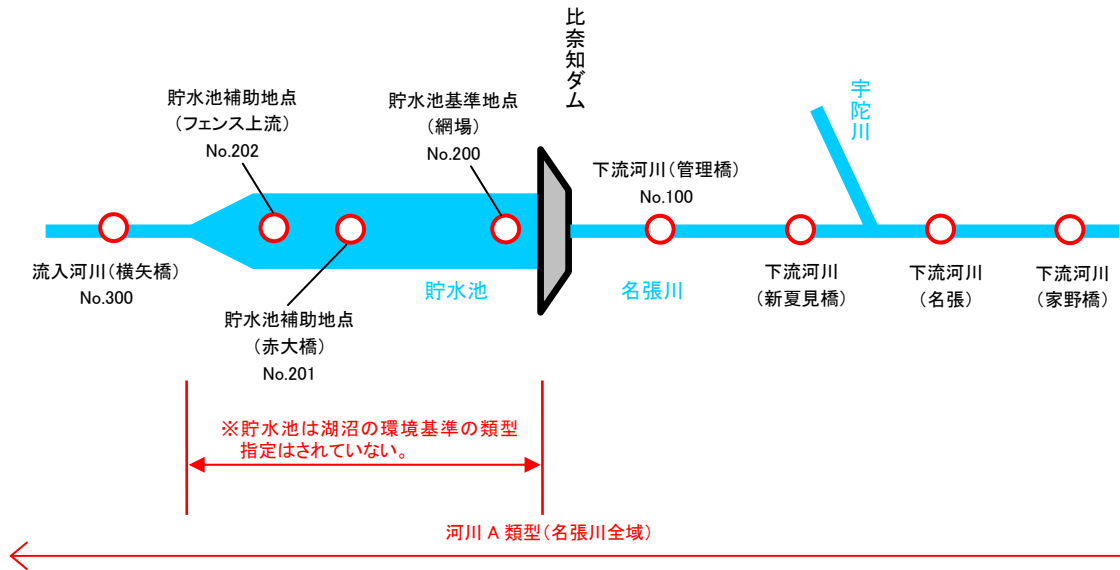 比奈知ダム
貯水池補助地点
（フェンス上流）
No.202
貯水池基準地点
（網場）
No.200
宇陀川
下流河川（管理橋）
No.100
流入河川（横矢橋）
No.300
貯水池補助地点
（赤大橋）
No.201
貯水池
名張川
下流河川
（新夏見橋）
下流河川
（名張）
下流河川
（家野橋）
※貯水池は湖沼の環境基準の類型
指定はされていない。
河川 A 類型（名張川全域）